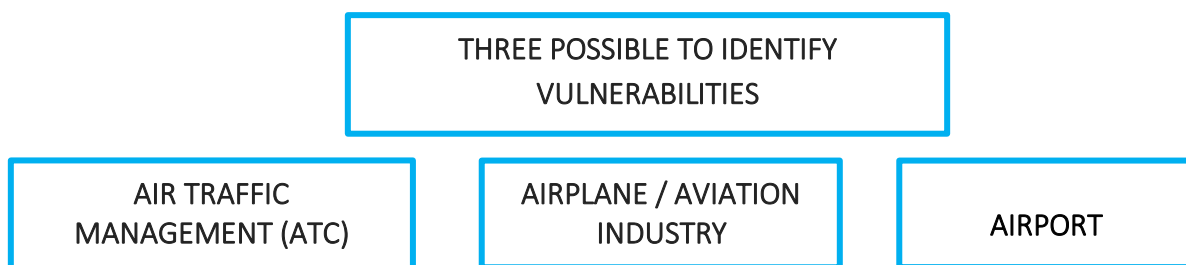 THREE POSSIBLE TO IDENTIFY
VULNERABILITIES
AIR TRAFFIC
MANAGEMENT (ATC)
AIRPLANE / AVIATION
INDUSTRY
AIRPORT